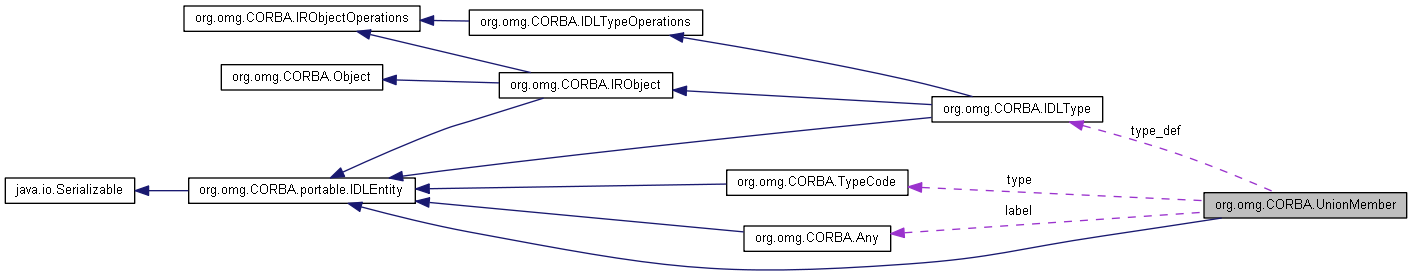 org.omg.CORBA.IRObjectOperations
org.omg.CORBA.IDLTypeOperations
org.omg.CORBA.Object
org.omg.CORBA.IRObject
org.omg.CORBA.IDLType
type_def
java.io.Serializable
org.omg.CORBA.portable.IDLEntity
org.omg.CORBA.TypeCode
type
org.omg.CORBA.UnionMember
label
org.omg.CORBA.Any